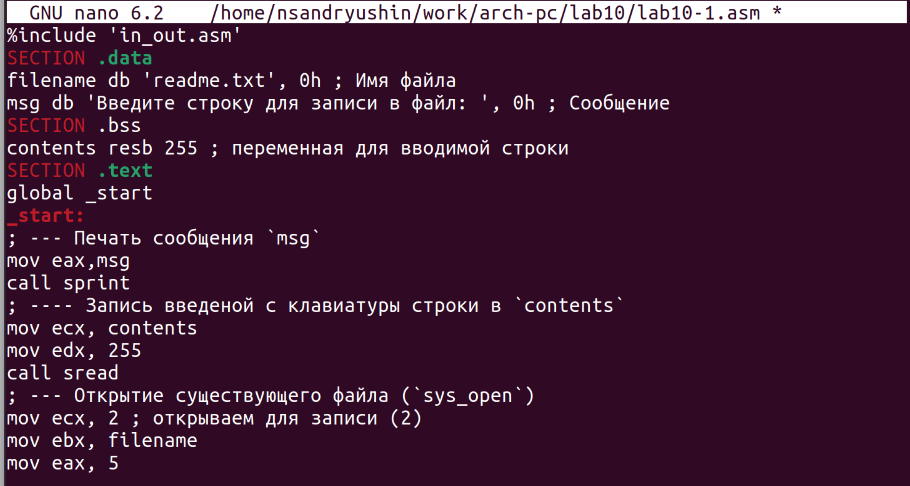 GNU nano 6.2    /home/nsandryushin/work/arch-pc/lab10/lab10-1.asm *
%include 'in_out.asm'
SECTION .data
filename db 'readme.txt', 0h ; Имя файла
msg db 'Введите строку для записи в файл: ', 0h ; Сообщение
SECTION .bss
contents resb 255 ; переменная для вводимой строки
SECTION .text
global _start
_start:
; --- Печать сообщения `msg`
mov eax,msg
call sprint
; ---- Запись введеной с клавиатуры строки в `contents`
mov ecx, contents
mov edx, 255
call sread
; --- Открытие существующего файла (`sys_open`)
mov ecx, 2 ; открываем для записи (2)
mov ebx, filename
mov eax, 5